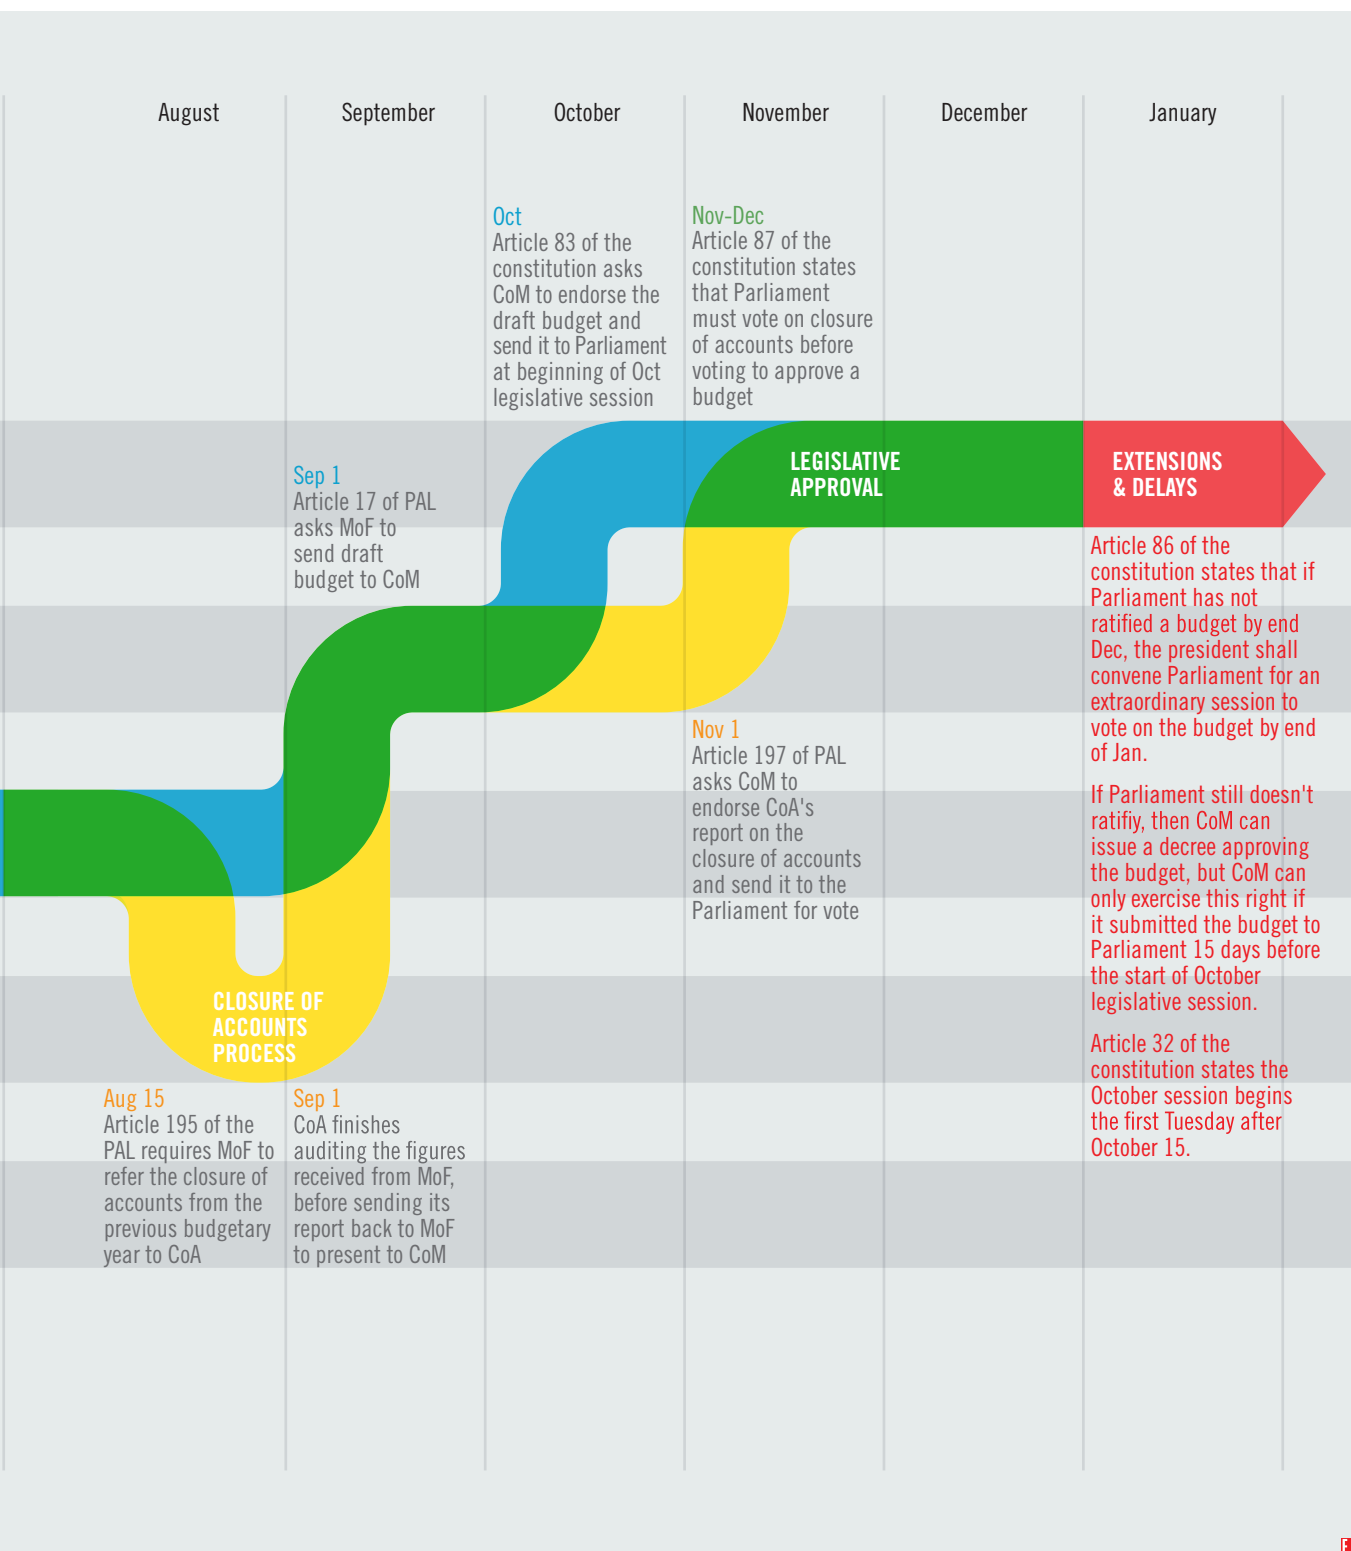 August
September
October
November
December
January
Oct
Article 83 of the
constitution asks
CoM to endorse the
draft budget and
send it to Parliament
at beginning of Oct
legislative session
Nov-Dec
Article 87 of the
constitution states
that Parliament
must vote on closure
of accounts before
voting to approve a
budget
Sep 1
Article 17 of PAL
asks MoF to
send draft
budget to CoM
LEGISLATIVE
APPROVAL
EXTENSIONS
& DELAYS
Article 86 of the
constitution states that if
Parliament has not
ratified a budget by end
Dec, the president shall
convene Parliament for an
extraordinary session to
vote on the budget by end
of Jan.
If Parliament still doesn't
ratifiy, then CoM can
issue a decree approving
the budget, but CoM can
only exercise this right if
it submitted the budget to
Parliament 15 days before
the start of October
legislative session.
Article 32 of the
constitution states the
October session begins
the first Tuesday after
October 15.
Nov 1
Article 197 of PAL
asks CoM to
endorse CoA's
report on the
closure of accounts
and send it to the
Parliament for vote
CLOSURE OF
ACCOUNTS
PROCESS
Aug 15
Article 195 of the
PAL requires MoF to
refer the closure of
accounts from the
previous budgetary
year to CoA
Sep 1
CoA finishes
auditing the figures
received from MoF,
before sending its
report back to MoF
to present to CoM
E